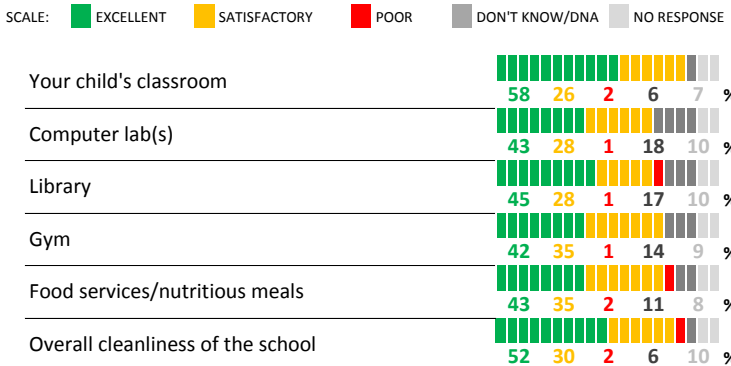 SCALE: EXCELLENT SATISFACTORY POOR DON'T KNOW/DNA NO RESPONSE
Your child's classroom
58 26 2 6 7 %
Computer lab(s)
43 28 1 18 10 %
Library
45 28 1 17 10 %
Gym
42 35 1 14 9 %
Food services/nutritious meals
43 35 2 11 8 %
Overall cleanliness of the school
52 30 2 6 10 %